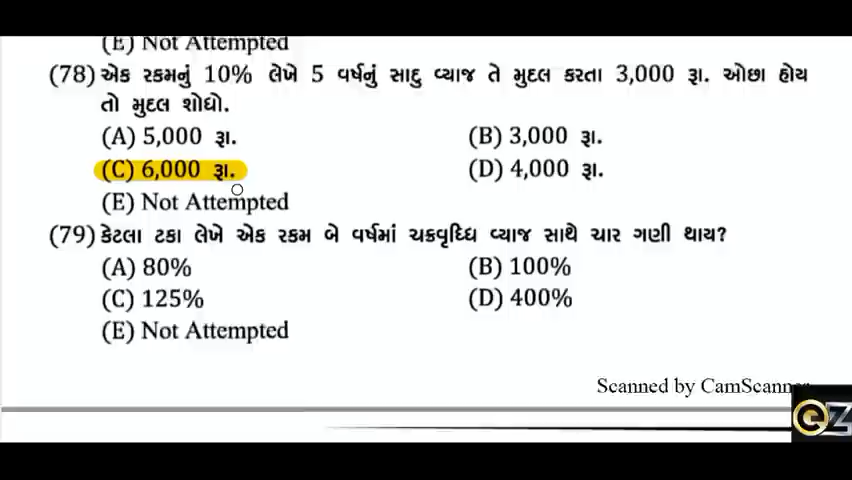 (E) Not Attempted
(78) એક રકમનું 10% લેખે 5 વર્ષનું સાદુ વ્યાજ તે મુદલ કરતા 3,000 રૂા. ઓછા હોય
તો મુદલ શોધો.
(A) 5,000 રૂા. (B) 3,000 રૂા.
(C) 6,000 રૂા. (D) 4,000 રૂા.
(E) Not Attempted
(79) કેટલા ટકા લેખે એક રકમ બે વર્ષમાં ચક્રવૃધ્ધિ વ્યાજ સાથે ચાર ગણી થાય?
(A) 80% (B) 100%
(C) 125% (D) 400%
(E) Not Attempted
Scanned by CamScanner